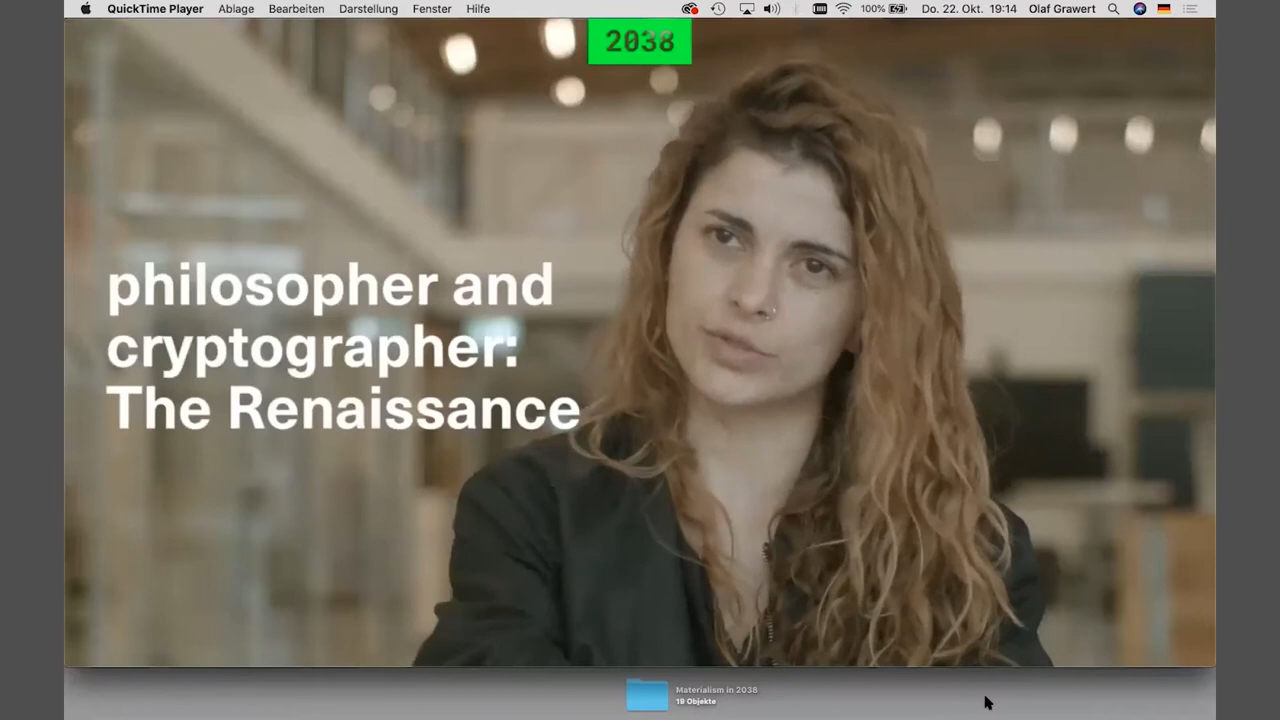 QuickTime Player Ablage Bearbeiten Darstellung Fenster Hilfe 100% Do. 22. Okt. 19:14 Olaf Grawert
2038
philosopher and
cryptographer:
The Renaissance
Materialism in 2038
19 Objekte